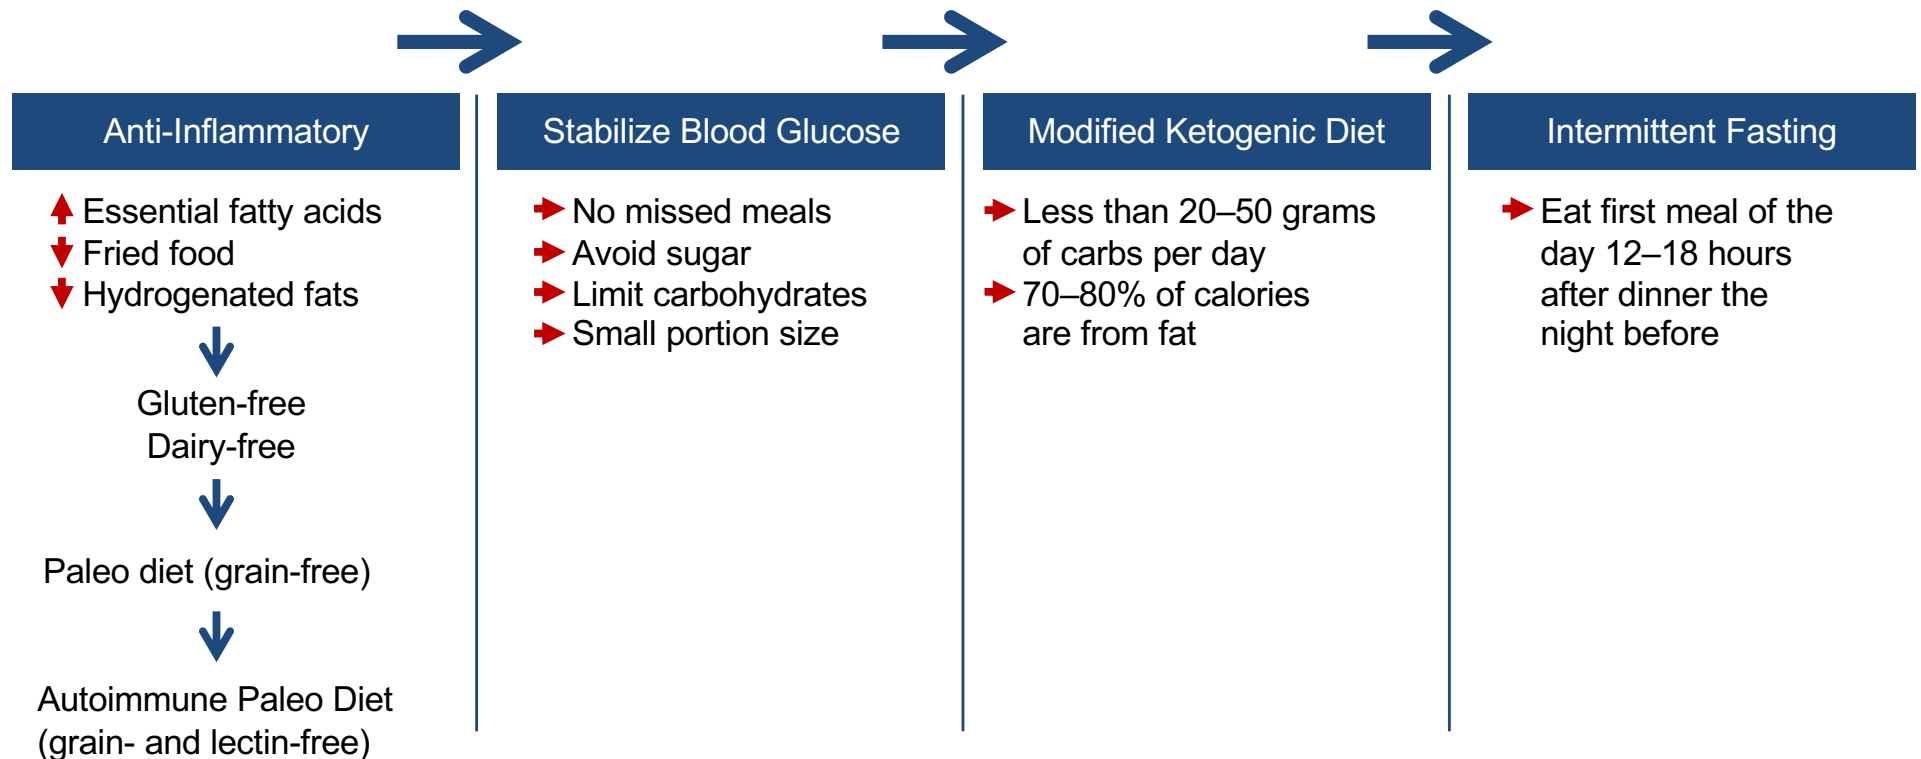 Anti-Inflammatory
Essential fatty acids
Fried food
Hydrogenated fats
Gluten-free
Dairy-free
Paleo diet (grain-free)
Autoimmune Paleo Diet
(grain- and lectin-free)
Stabilize Blood Glucose
No missed meals
Avoid sugar
Limit carbohydrates
Small portion size
Modified Ketogenic Diet
Less than 20–50 grams
of carbs per day
70–80% of calories
are from fat
Intermittent Fasting
Eat first meal of the
day 12–18 hours
after dinner the
night before